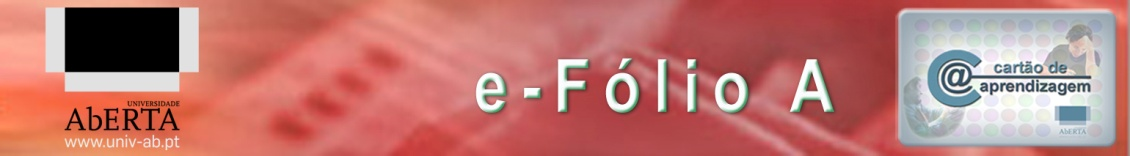 UNIVERSIDADE
AbERTA
www.univ-ab.pt
e-Fólio A
cartão de
aprendizagem
AbERTA